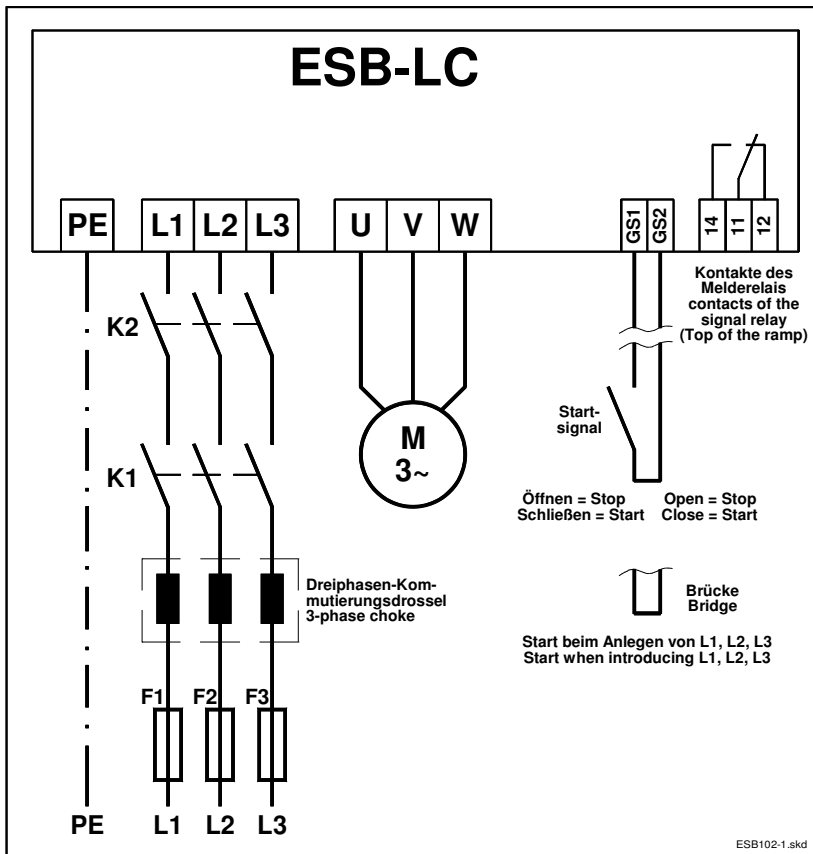 ESB-LC
PE L1 L2 L3 U V W GS1 GS2 14 11 12
Kontakte des
Melderelais
contacts of the
signal relay
(Top of the ramp)
K2
Start-
signal
M
3~
K1
Öffnen = Stop Open = Stop
Schließen = Start Close = Start
Dreiphasen-Kom-
mutierungsdrossel
3-phase choke
Brücke
Bridge
Start beim Anlegen von L1, L2, L3
Start when introducing L1, L2, L3
F1 F2 F3
PE L1 L2 L3
ESB102-1.skd